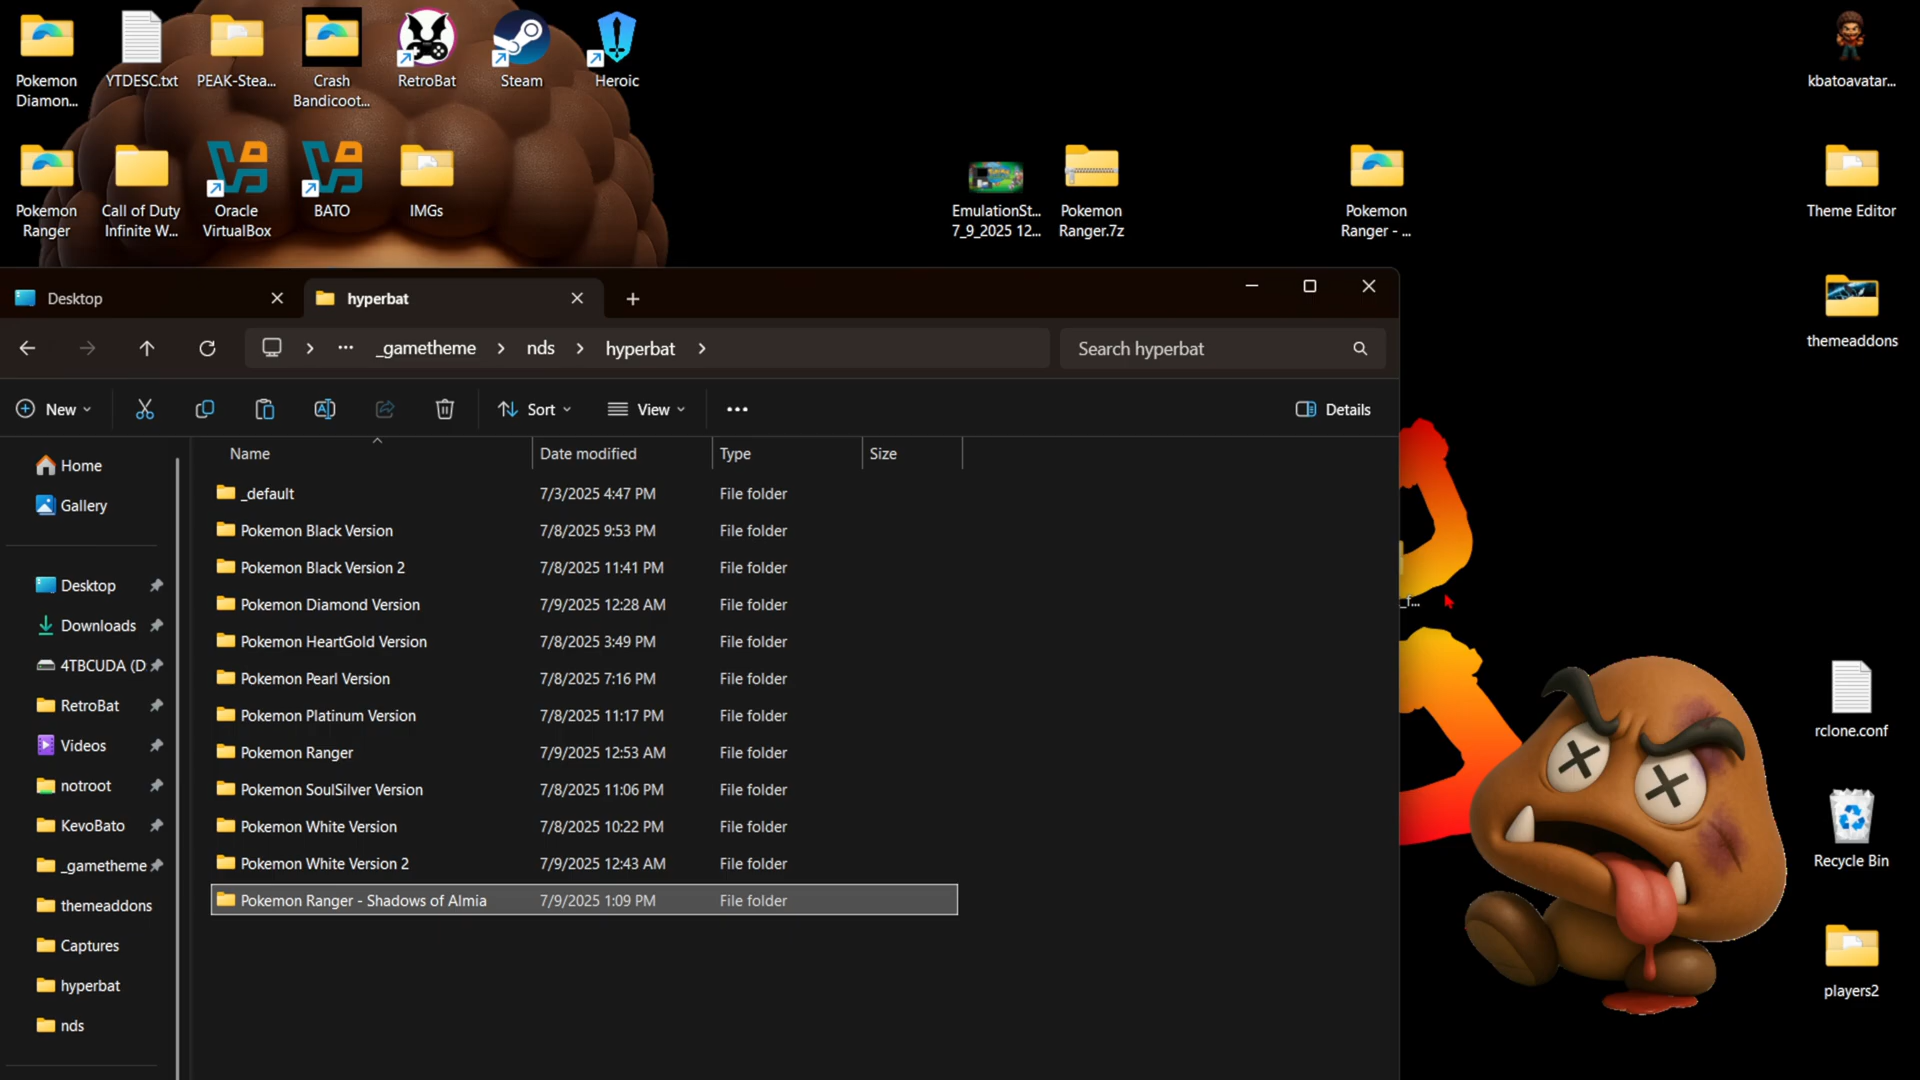 Pokemon
Diamon...
YTDESC.txt
PEAK-Stea...
Crash
Bandicoot...
RetroBat
Steam
Heroic
kbatoavatar...
Pokemon
Ranger
Call of Duty
Infinite W...
Oracle
VirtualBox
BATO
IMGs
EmulationSt...
7_9_2025 12...
Pokemon
Ranger.7z
Pokemon
Ranger - ...
Theme Editor
themeaddons
Desktop
hyperbat
... _gametheme > nds > hyperbat >
Search hyperbat
New
Sort
View
Details
Home
Gallery
Desktop
Downloads
4TBCUDA (D
RetroBat
Videos
notroot
KevoBato
_gametheme
themeaddons
Captures
hyperbat
nds
Name Date modified Type Size
_default 7/3/2025 4:47 PM File folder
Pokemon Black Version 7/8/2025 9:53 PM File folder
Pokemon Black Version 2 7/8/2025 11:41 PM File folder
Pokemon Diamond Version 7/9/2025 12:28 AM File folder
Pokemon HeartGold Version 7/8/2025 3:49 PM File folder
Pokemon Pearl Version 7/8/2025 7:16 PM File folder
Pokemon Platinum Version 7/8/2025 11:17 PM File folder
Pokemon Ranger 7/9/2025 12:53 AM File folder
Pokemon SoulSilver Version 7/8/2025 11:06 PM File folder
Pokemon White Version 7/8/2025 10:22 PM File folder
Pokemon White Version 2 7/9/2025 12:43 AM File folder
Pokemon Ranger - Shadows of Almia 7/9/2025 1:09 PM File folder
_f...
rclone.conf
Recycle Bin
players2